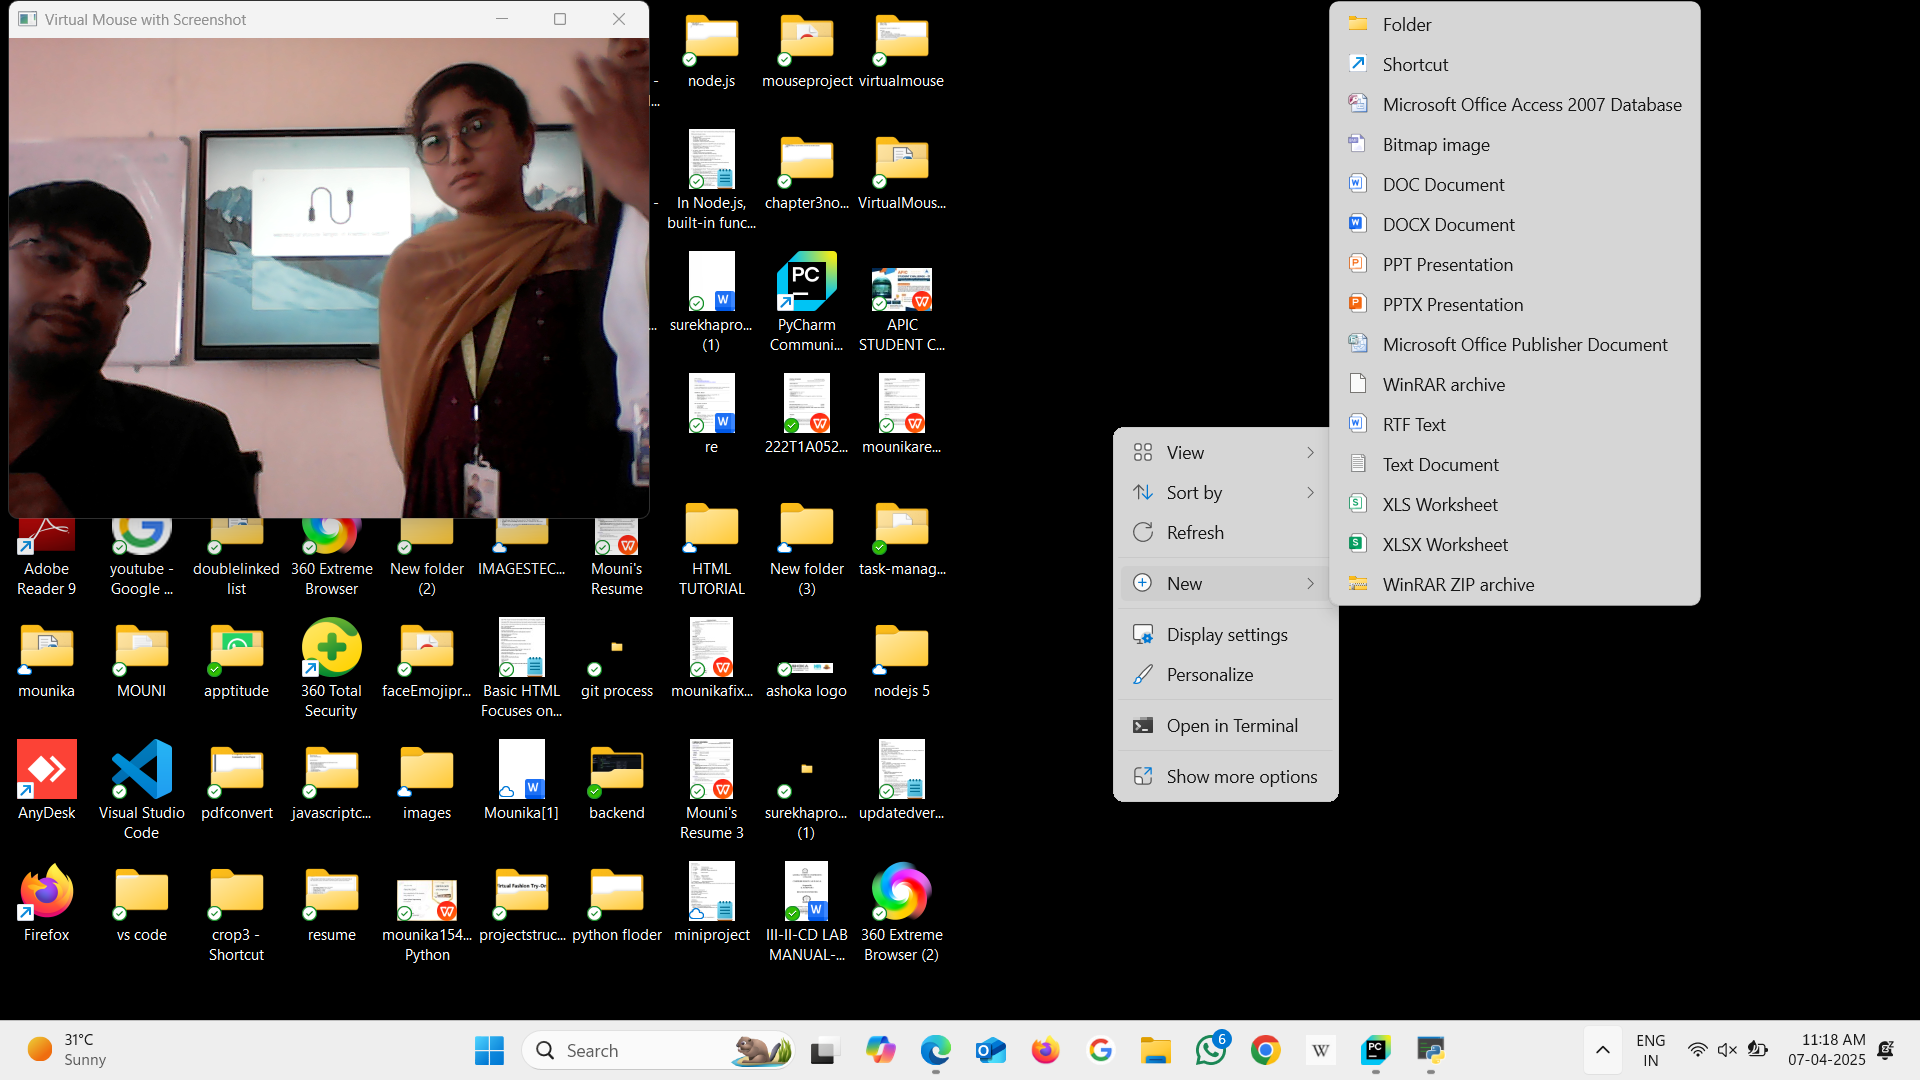 Virtual Mouse with Screenshot
node.js
mouseproject
virtualmouse
In Node.js,
built-in func...
chapter3no...
VirtualMous...
surekhapro...
(1)
PyCharm
Communi...
APIC
STUDENT C...
re
222T1A052...
mounikare...
Adobe
Reader 9
youtube -
Google ...
doublelinked
list
360 Extreme
Browser
New folder
(2)
IMAGESTEC...
Mouni's
Resume
HTML
TUTORIAL
New folder
(3)
task-manag...
mounika
MOUNI
apptitude
360 Total
Security
faceEmojipr...
Basic HTML
Focuses on...
git process
mounikafix...
ashoka logo
nodejs 5
AnyDesk
Visual Studio
Code
pdfconvert
javascriptc...
images
Mounika[1]
backend
Mouni's
Resume 3
surekhapro...
(1)
updatedver...
Firefox
vs code
crop3 -
Shortcut
resume
mounika154...
Python
projectstruc...
python floder
miniproject
III-II-CD LAB
MANUAL-...
360 Extreme
Browser (2)
View
Sort by
Refresh
New
Display settings
Personalize
Open in Terminal
Show more options
Folder
Shortcut
Microsoft Office Access 2007 Database
Bitmap image
DOC Document
DOCX Document
PPT Presentation
PPTX Presentation
Microsoft Office Publisher Document
WinRAR archive
RTF Text
Text Document
XLS Worksheet
XLSX Worksheet
WinRAR ZIP archive
31°C
Sunny
Search
6
ENG
IN
11:18 AM
07-04-2025